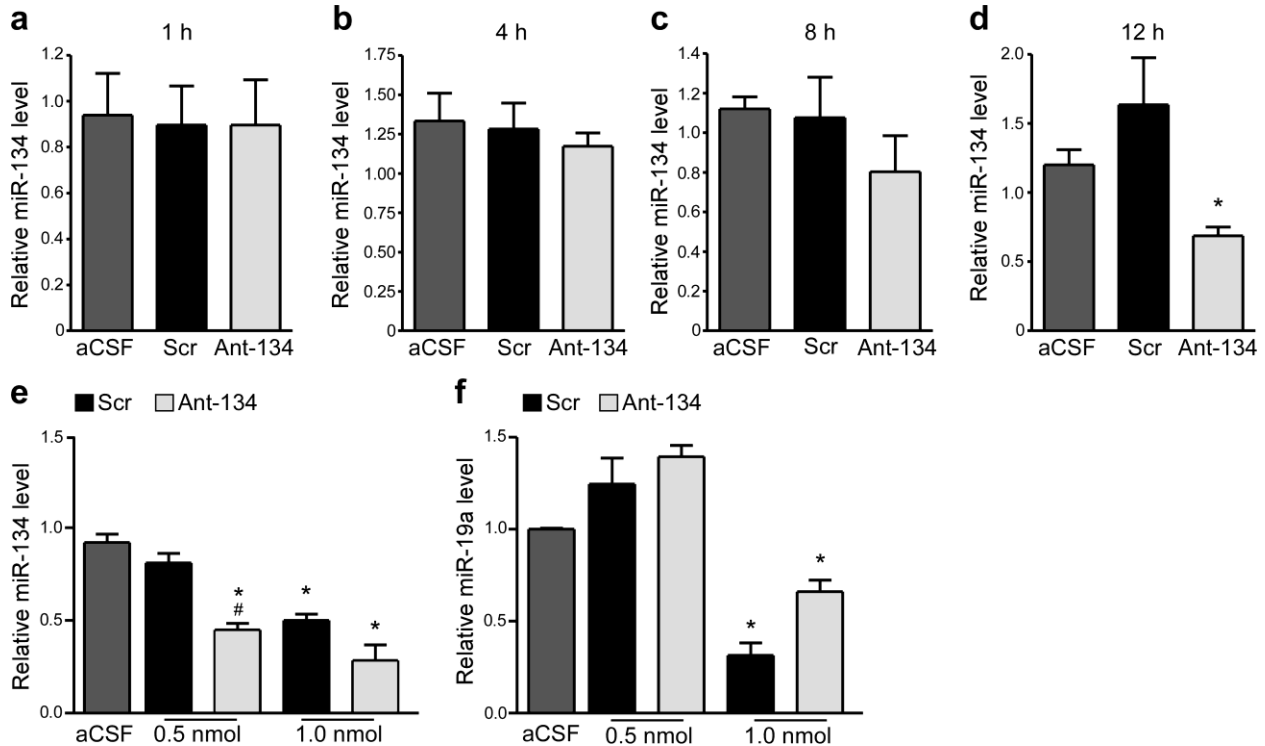 a
1 h
Relative miR-134 level
1.2
1.0
0.8
0.6
0.4
0.2
0
aCSF Scr Ant-134
b
4 h
Relative miR-134 level
1.75
1.50
1.25
1.00
1.75
1.50
0.25
0
aCSF Scr Ant-134
c
8 h
Relative miR-134 level
1.4
1.2
1.0
0.8
0.6
0.4
0.2
0
aCSF Scr Ant-134
d
12 h
Relative miR-134 level
2.0
1.5
1.0
0.5
0
*
aCSF Scr Ant-134
e
Scr Ant-134
Relative miR-134 level
1.5
1.0
0.5
0.0
*
#
*
*
aCSF 0.5 nmol 1.0 nmol
f
Scr Ant-134
Relative miR-19a level
1.5
1.0
0.5
0.0
*
*
aCSF 0.5 nmol 1.0 nmol